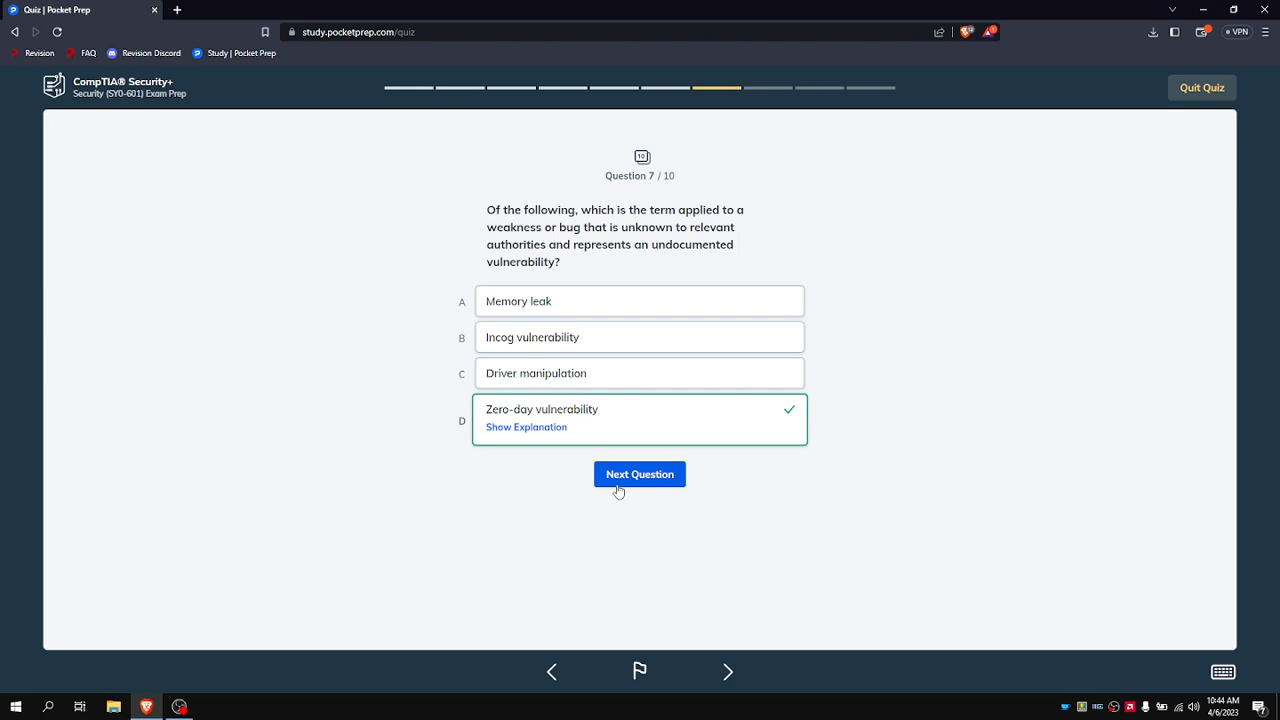 Quiz | Pocket Prep
study.pocketprep.com/quiz
VPN
Revision
FAQ
Revision Discord
Study | Pocket Prep
CompTIA® Security+
Security (SY0-601) Exam Prep
Quit Quiz
10
Question 7 / 10
Of the following, which is the term applied to a
weakness or bug that is unknown to relevant
authorities and represents an undocumented
vulnerability?
A
Memory leak
B
Incog vulnerability
C
Driver manipulation
D
Zero-day vulnerability
Show Explanation
Next Question
10:44 AM
4/6/2023